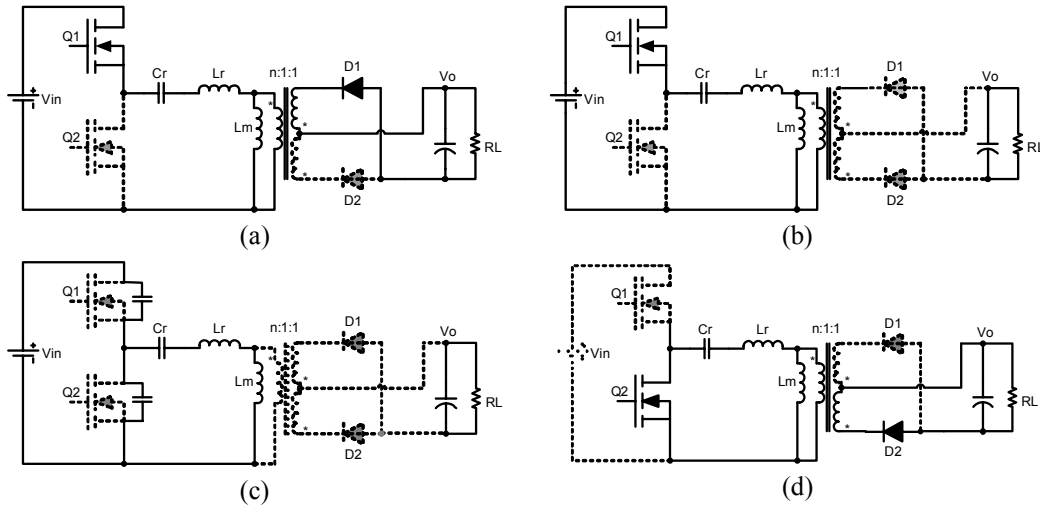 Q1
Cr
Lr
n:1:1
D1
Vo
*
+
Vin
Q2
Lm
*
RL
*
D2
(a)
Q1
Cr
Lr
n:1:1
D1
Vo
*
+
Vin
Q2
Lm
*
RL
*
D2
(b)
Q1
Cr
Lr
n:1:1
D1
Vo
*
+
Vin
Q2
Lm
*
RL
*
D2
(c)
Q1
Cr
Lr
n:1:1
D1
Vo
*
Vin
Q2
Lm
*
RL
*
D2
(d)